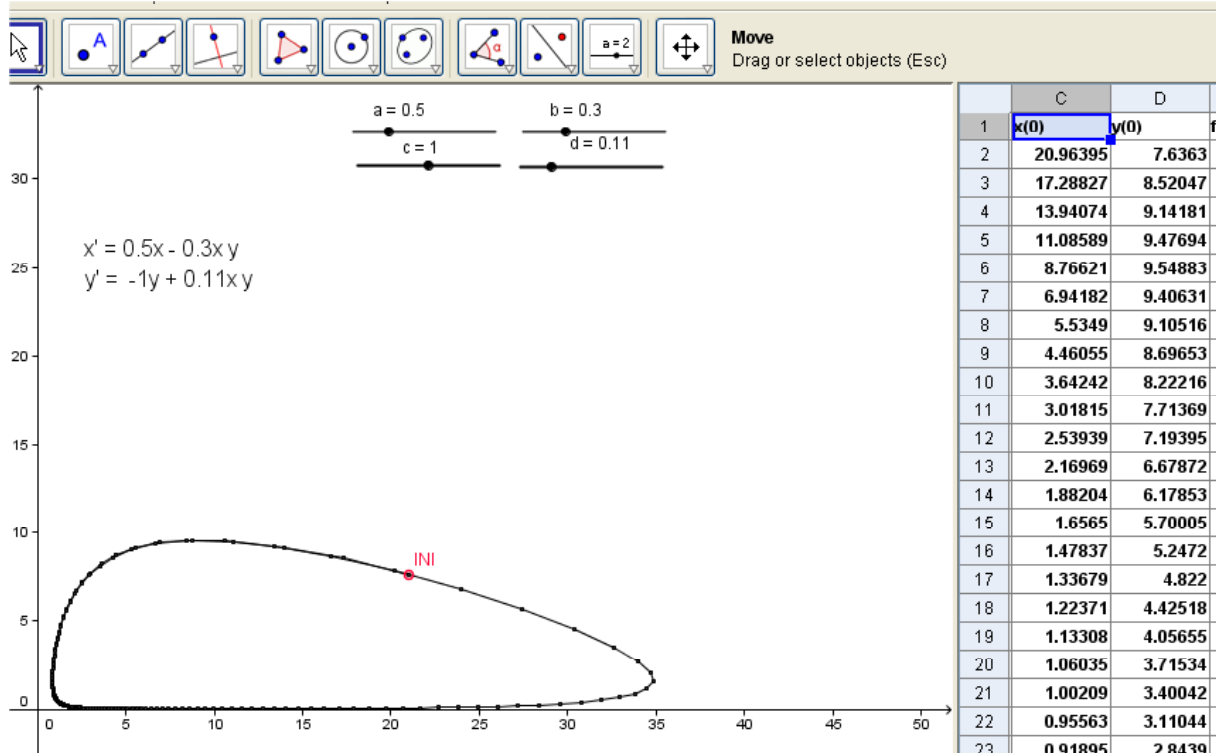 A
α
a = 2
Move
Drag or select objects (Esc)
a = 0.5
b = 0.3
c = 1
d = 0.11
x' = 0.5x - 0.3x y
y' = -1y + 0.11x y
INI
30
25
20
15
10
5
0
0 5 10 15 20 25 30 35 40 45 50
C D
1 x(0) y(0) f
2 20.96395 7.6363
3 17.28827 8.52047
4 13.94074 9.14181
5 11.08589 9.47694
6 8.76621 9.54883
7 6.94182 9.40631
8 5.5349 9.10516
9 4.46055 8.69653
10 3.64242 8.22216
11 3.01815 7.71369
12 2.53939 7.19395
13 2.16969 6.67872
14 1.88204 6.17853
15 1.6565 5.70005
16 1.47837 5.2472
17 1.33679 4.822
18 1.22371 4.42518
19 1.13308 4.05655
20 1.06035 3.71534
21 1.00209 3.40042
22 0.95563 3.11044
23 0.91895 2.8439